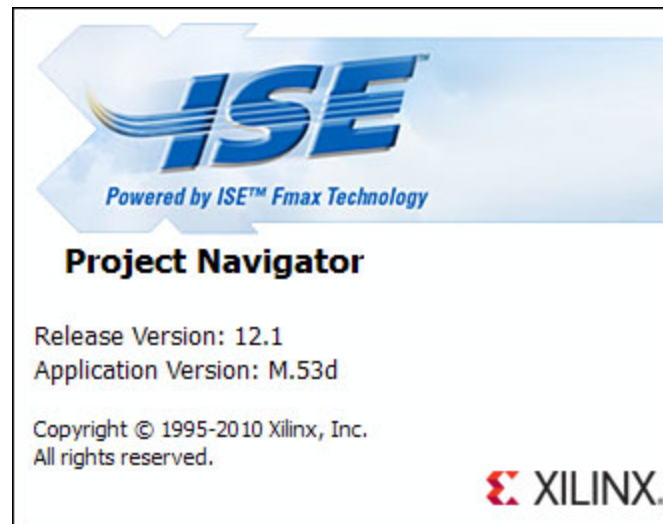 ISE™
Powered by ISE™ Fmax Technology
Project Navigator
Release Version: 12.1
Application Version: M.53d
Copyright © 1995-2010 Xilinx, Inc.
All rights reserved.
XILINX®